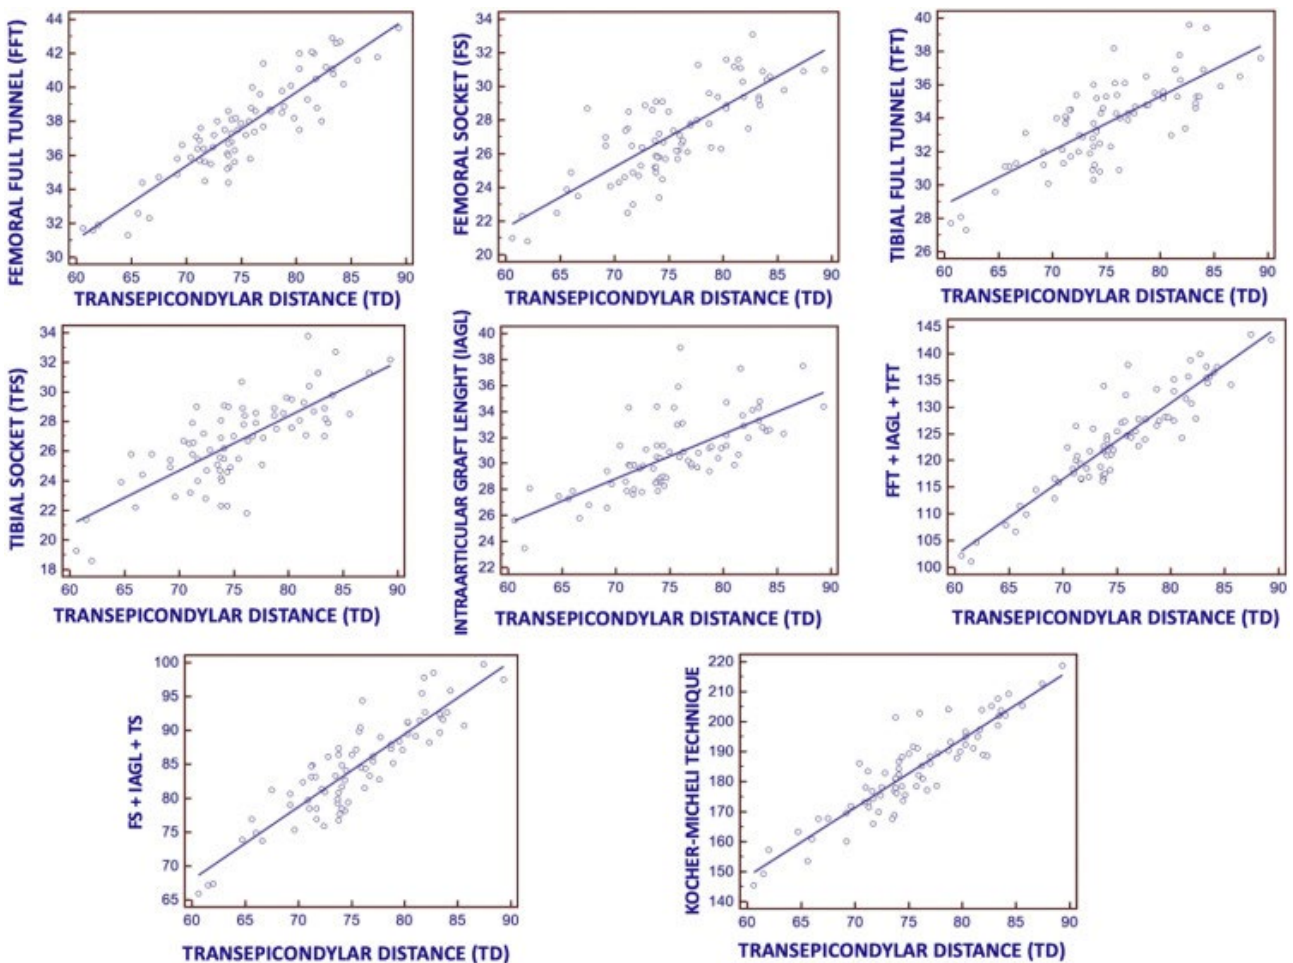 FEMORAL FULL TUNNEL (FFT)
44
42
40
38
36
34
32
30
60 65 70 75 80 85 90
TRANSEPICONDYLAR DISTANCE (TD)
FEMORAL SOCKET (FS)
34
32
30
28
26
24
22
20
60 65 70 75 80 85 90
TRANSEPICONDYLAR DISTANCE (TD)
TIBIAL FULL TUNNEL (TFT)
40
38
36
34
32
30
28
26
60 65 70 75 80 85 90
TRANSEPICONDYLAR DISTANCE (TD)
TIBIAL SOCKET (TFS)
34
32
30
28
26
24
22
20
18
60 65 70 75 80 85 90
TRANSEPICONDYLAR DISTANCE (TD)
INTRAARTICULAR GRAFT LENGHT (IAGL)
40
38
36
34
32
30
28
26
24
22
60 65 70 75 80 85 90
TRANSEPICONDYLAR DISTANCE (TD)
FFT + IAGL + TFT
145
140
135
130
125
120
115
110
105
100
60 65 70 75 80 85 90
TRANSEPICONDYLAR DISTANCE (TD)
FS + IAGL + TS
100
95
90
85
80
75
70
65
60 65 70 75 80 85 90
TRANSEPICONDYLAR DISTANCE (TD)
KOCHER-MICHELI TECHNIQUE
220
210
200
190
180
170
160
150
140
60 65 70 75 80 85 90
TRANSEPICONDYLAR DISTANCE (TD)